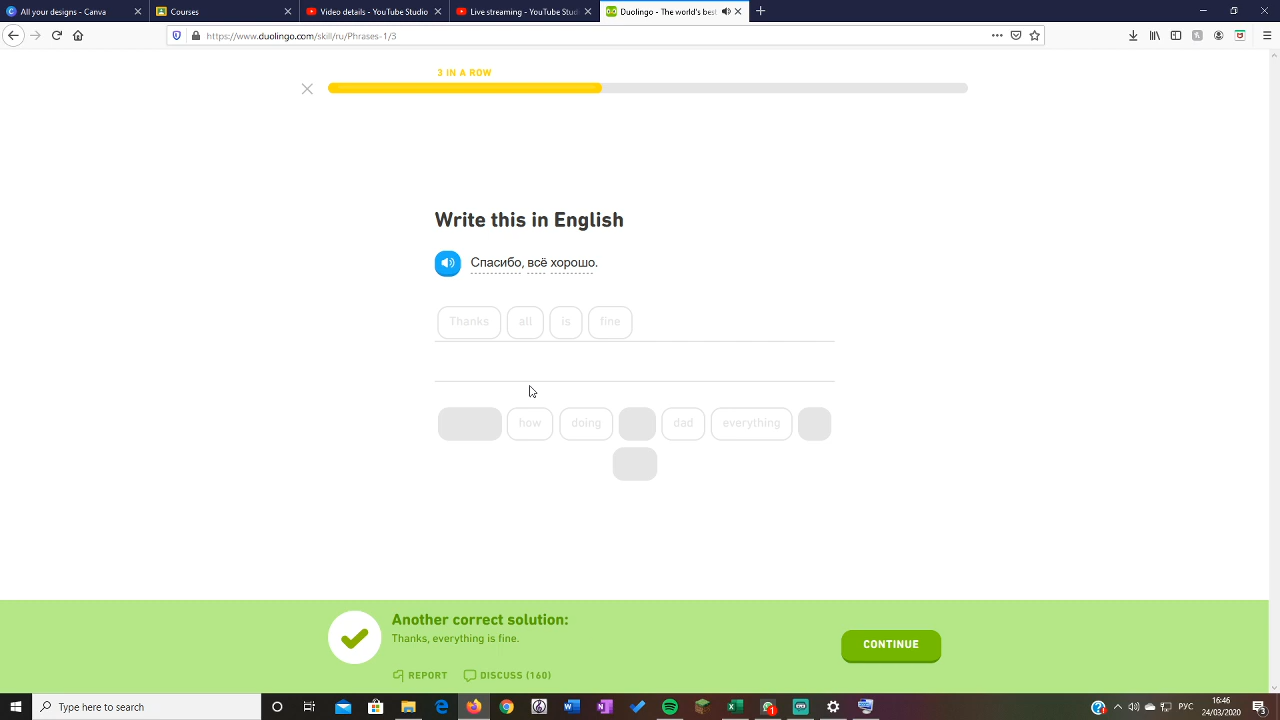 All your designs - Canva
Courses
Video details - YouTube Studio
Live streaming - YouTube Stud
Duolingo - The world's best
https://www.duolingo.com/skill/ru/Phrases-1/3
3 IN A ROW
Write this in English
Спасибо, всё хорошо.
Thanks all is fine
how doing dad everything
Another correct solution:
Thanks, everything is fine.
REPORT DISCUSS (160)
CONTINUE
Type here to search
РУС
16:46
24/03/2020